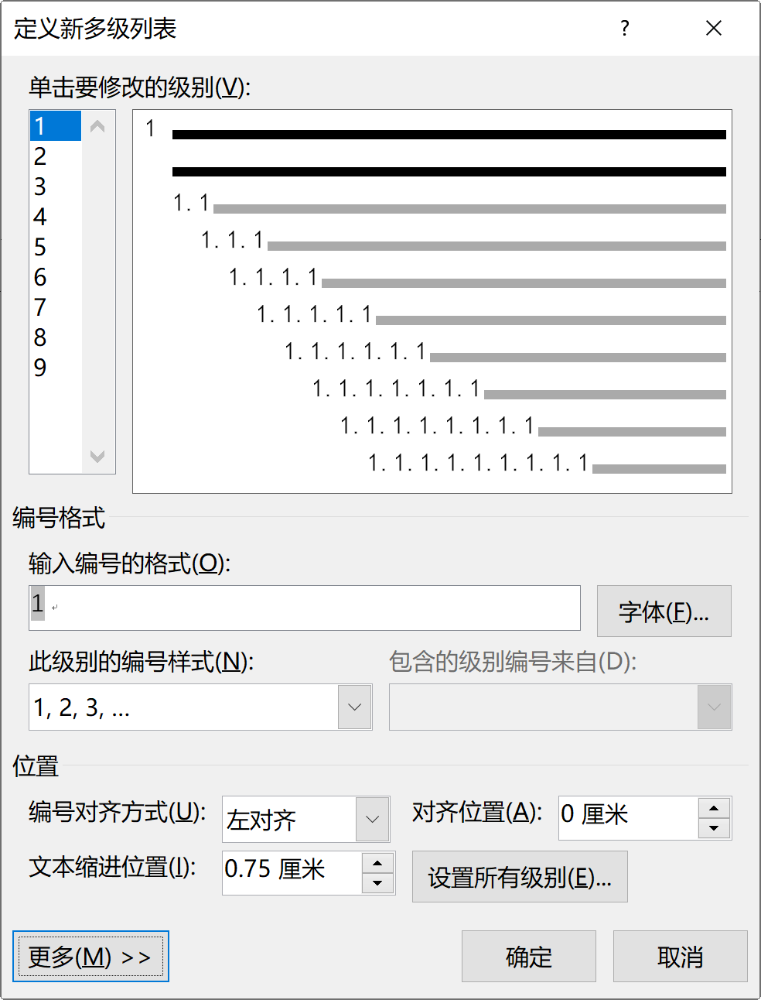 定义新多级列表 ?
单击要修改的级别(V):
1
2
3
4
5
6
7
8
9
1
1.1
1.1.1
1.1.1.1
1.1.1.1.1
1.1.1.1.1.1
1.1.1.1.1.1.1
1.1.1.1.1.1.1.1
1.1.1.1.1.1.1.1.1
编号格式
输入编号的格式(O):
1 字体(F)...
此级别的编号样式(N): 包含的级别编号来自(D):
1, 2, 3, ...
位置
编号对齐方式(U): 左对齐 对齐位置(A): 0 厘米
文本缩进位置(I): 0.75 厘米 设置所有级别(E)...
更多(M) >> 确定 取消